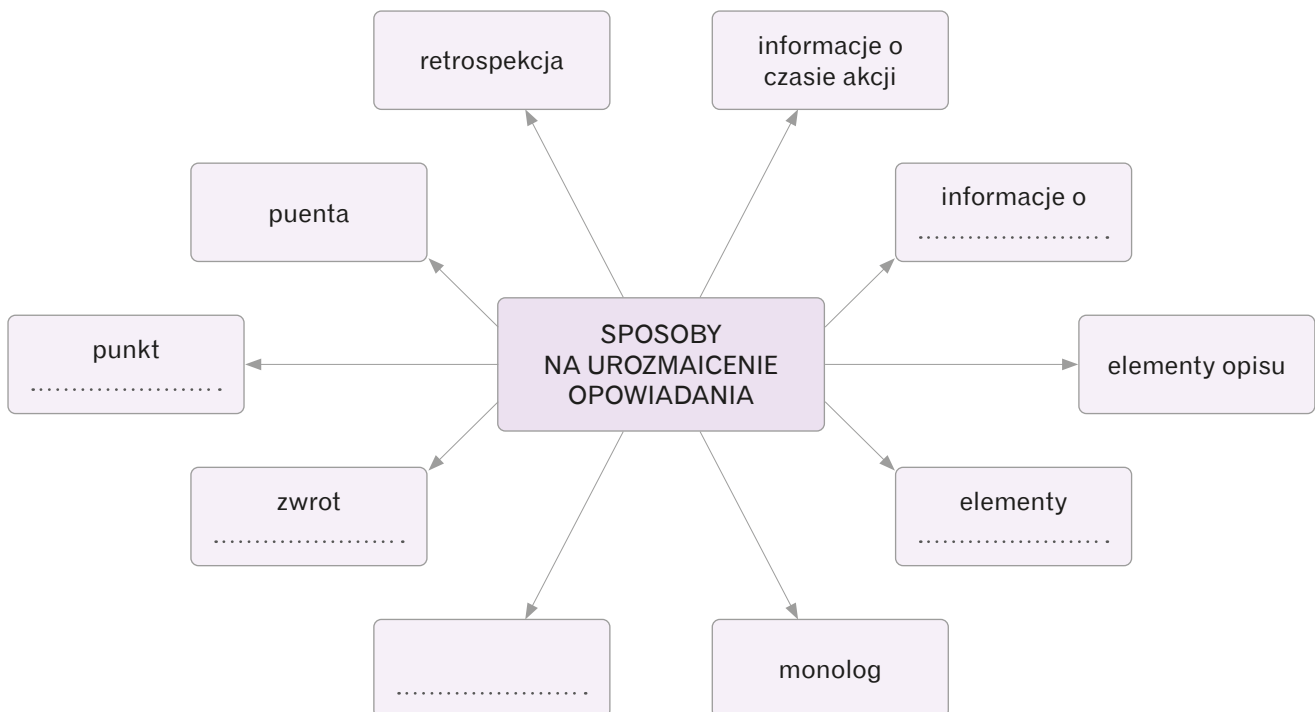 retrospekcja
informacje o
czasie akcji
puenta
informacje o
........................
punkt
........................
SPOSOBY
NA UROZMAICENIE
OPOWIADANIA
elementy opisu
zwrot
........................
elementy
........................
........................
monolog